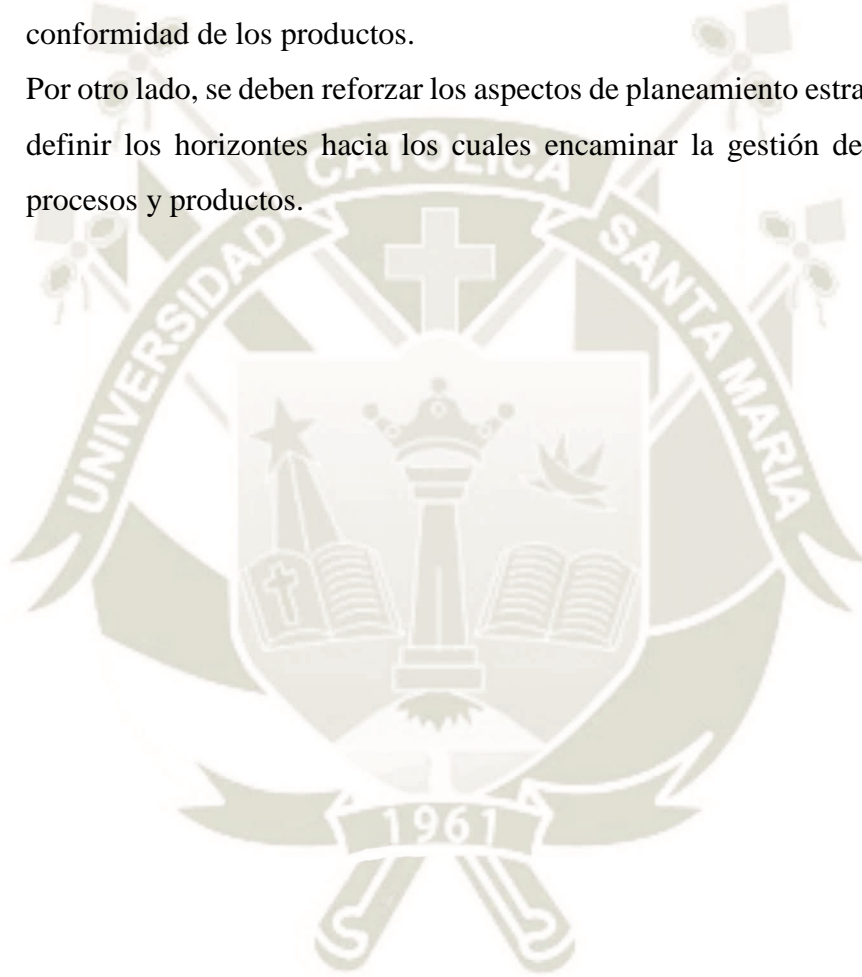 conformidad de los productos.
Por otro lado, se deben reforzar los aspectos de planeamiento estra
definir los horizontes hacia los cuales encaminar la gestión de
procesos y productos.
UNIVERSIDAD CATOLICA SANTA MARIA
1961